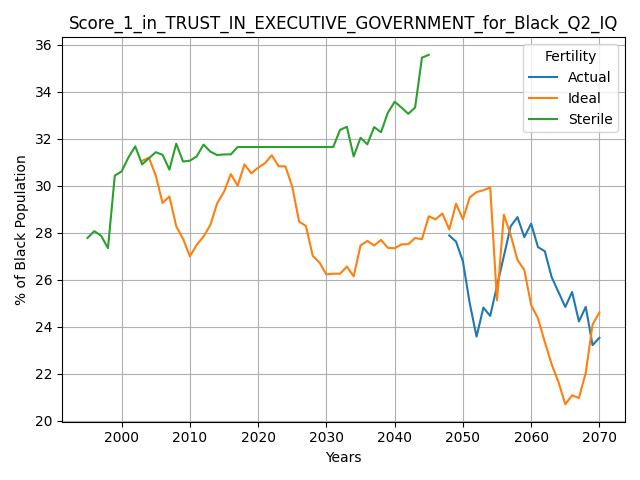 Score_1_in_TRUST_IN_EXECUTIVE_GOVERNMENT_for_Black_Q2_IQ
Fertility
Actual
Ideal
Sterile
% of Black Population
36
34
32
30
28
26
24
22
20
2000
2010
2020
2030
2040
2050
2060
2070
Years